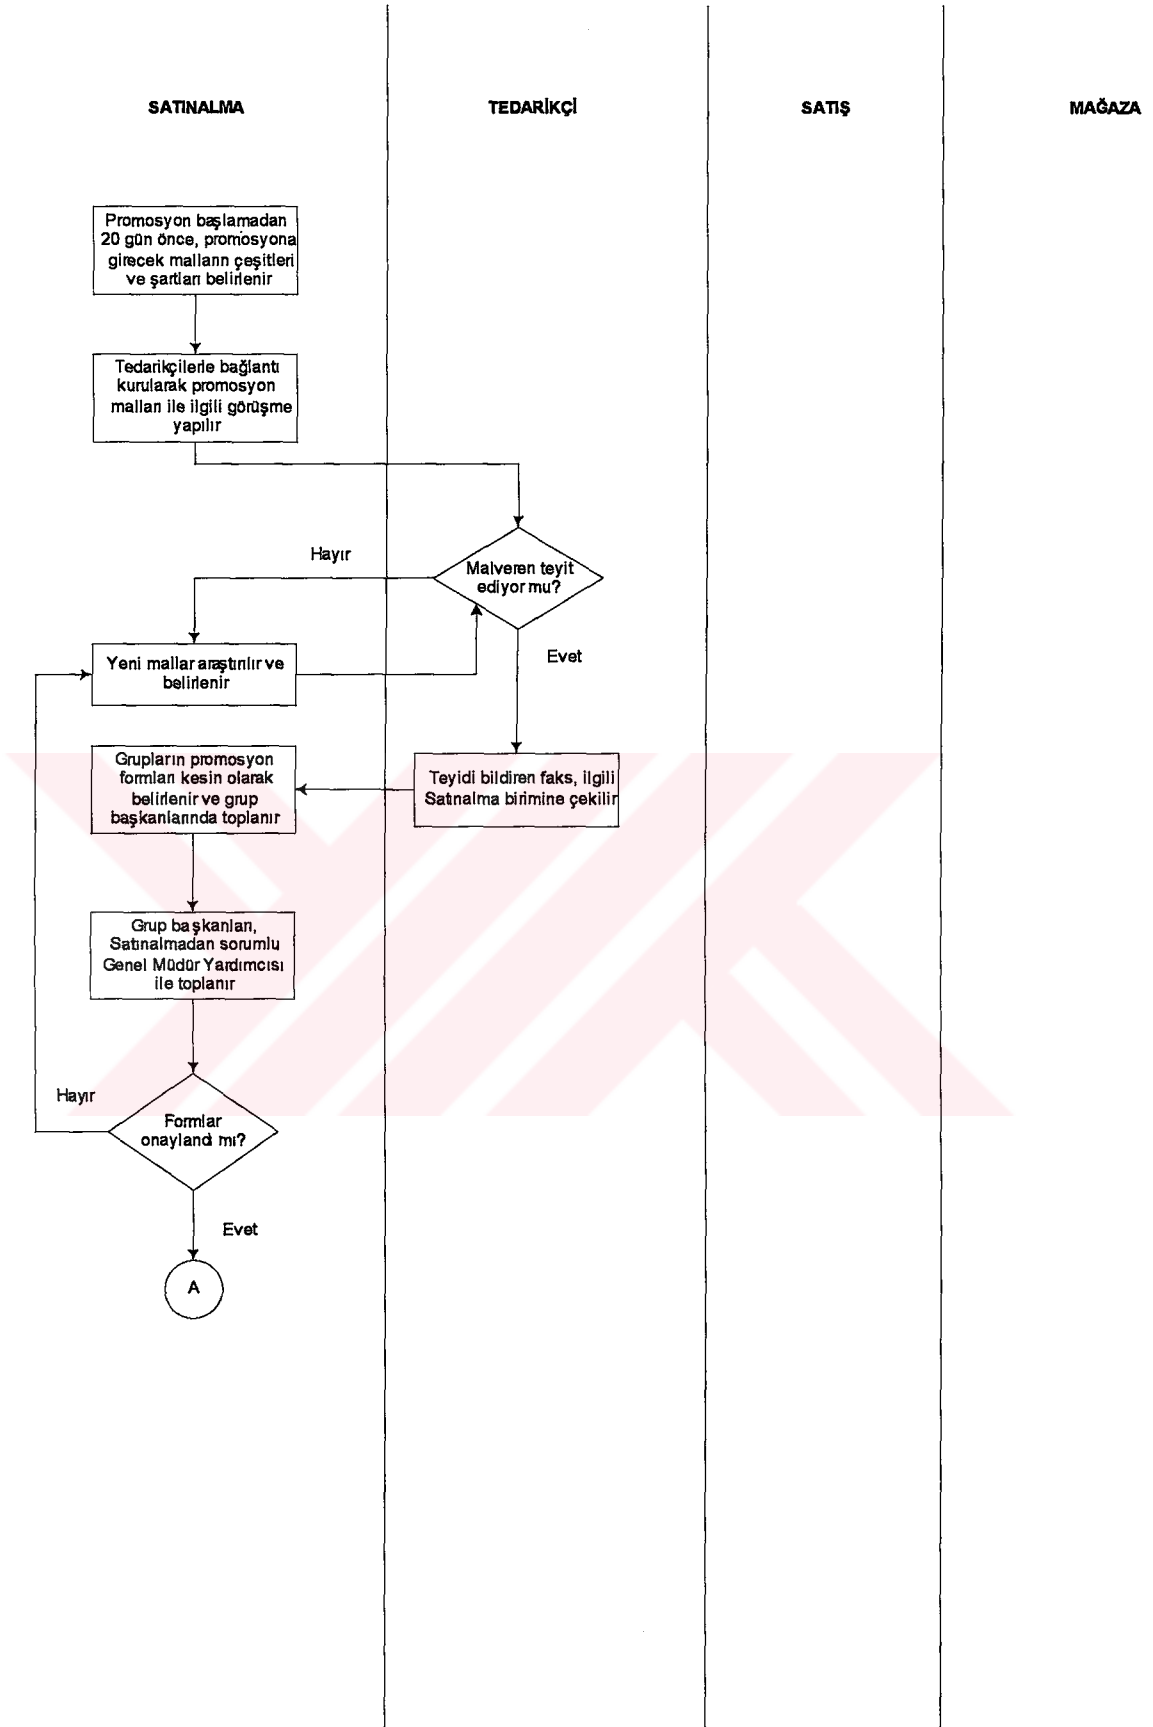 SATINALMA
TEDARİKÇİ
SATIŞ
MAĞAZA
Promosyon başlamadan
20 gün önce, promosyona
girecek malların çeşitleri
ve şartları belirlenir
Tedarikçilerle bağlantı
kurularak promosyon
malları ile ilgili görüşme
yapılır
Malveren teyit
ediyor mu?
Hayır
Evet
Yeni mallar araştırılır ve
belirlenir
Grupların promosyon
formları kesin olarak
belirlenir ve grup
başkanlarında toplanır
Teyidi bildiren faks, ilgili
Satınalma birimine çekilir
Grup başkanları,
Satınalmadan sorumlu
Genel Müdür Yardımcısı
ile toplanır
Hayır
Formlar
onaylandı mı?
Evet
A